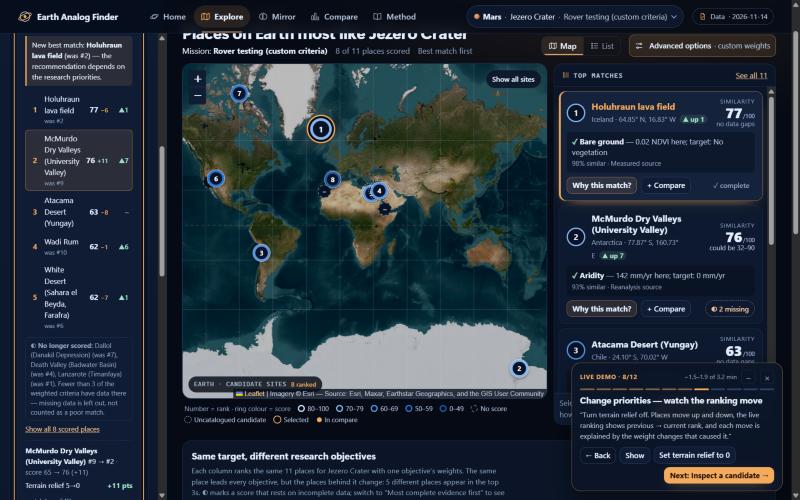 Earth Analog Finder
Home
Explore
Mirror
Compare
Method
Mars · Jezero Crater · Rover testing (custom criteria)
Data · 2026-11-14
New best match: Holuhraun
lava field (was #2) — the
recommendation depends on
the research priorities.
1
Holuhraun
lava field
was #2
77 −6
▲1
2
McMurdo
Dry Valleys
(University
Valley)
was #9
76 +11
▲7
3
Atacama
Desert
(Yungay)
63 −8
–
4
Wadi Rum
was #10
62 −1
▲6
5
White
Desert
(Sahara el
Beyda,
Farafra)
was #6
62 −7
▲1
No longer scored: Dallol
(Danakil Depression) (was #7),
Death Valley (Badwater Basin)
(was #4), Lanzarote (Timanfaya)
(was #1). Fewer than 3 of the
weighted criteria have data there
— missing data is left out, not
counted as a poor match.
Show all 8 scored places
McMurdo Dry Valleys
(University Valley) #9 → #2 ·
score 65 → 76 (+11)
Terrain relief 5→0
+11 pts
Places on Earth most like Jezero Crater
Mission: Rover testing (custom criteria)
8 of 11 places scored
Best match first
Map
List
Advanced options · custom weights
+
−
Show all sites
7
1
6
8
4
3
2
EARTH · CANDIDATE SITES 8 ranked
Leaflet | Imagery © Esri — Source: Esri, Maxar, Earthstar Geographics, and the GIS User Community
Number = rank · ring colour = score
80–100
70–79
60–69
50–59
0–49
No score
Uncatalogued candidate
Selected
In compare
Same target, different research objectives
Each column ranks the same 11 places for Jezero Crater with one objective's weights. The same
place leads every objective, but the places behind it change: 5 different places appear in the top
3s. ◐ marks a score that rests on incomplete data; switch to "Most complete evidence first" to see
TOP MATCHES
See all 11
1
Holuhraun lava field
Iceland · 64.85° N, 16.83° W
▲ up 1
SIMILARITY
77/100
no data gaps
✓ Bare ground — 0.02 NDVI here; target: No
vegetation
98% similar · Measured source
Why this match?
+ Compare
✓ complete
2
McMurdo Dry Valleys
(University Valley)
Antarctica · 77.87° S, 160.73°
E
▲ up 7
SIMILARITY
76/100
could be 32–90
✓ Aridity — 142 mm/yr here; target: 0 mm/yr
93% similar · Reanalysis source
Why this match?
+ Compare
◐ 2 missing
3
Atacama Desert (Yungay)
Chile · 24.10° S, 70.02° W
SIMILARITY
63/100
LIVE DEMO · 8/12
~1.5–1.9 of 3.2 min
–
×
Change priorities — watch the ranking move
"Turn terrain relief off. Places move up and down, the live
ranking shows previous → current rank, and each move is
explained by the weight changes that caused it."
← Back
Show
Set terrain relief to 0
Next: Inspect a candidate →